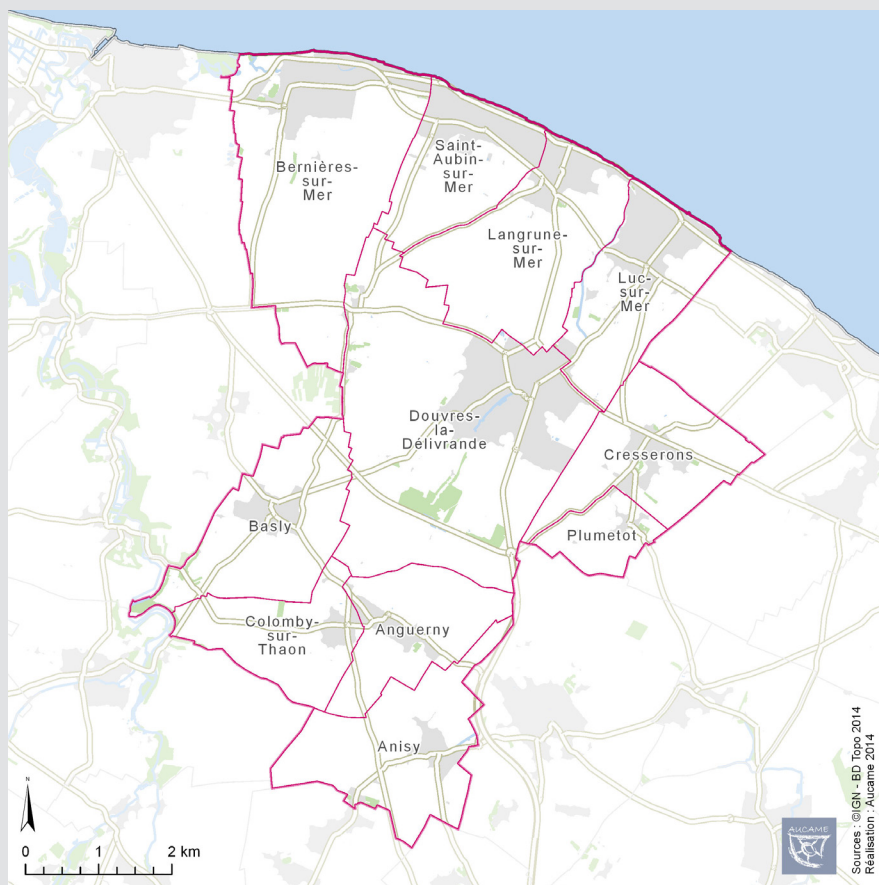 Bernières-
sur-
Mer
Saint-
Aubin-
sur-
Mer
Langrune-
sur-
Mer
Luc-
sur-
Mer
Douvres-
la-
Délivrande
Cresserons
Plumetot
Basly
Colomby-
sur-
Thaon
Anguerny
Anisy
N
0 1 2 km
AUCAME
Sources : ©IGN - BD Topo 2014
Réalisation : Aucame 2014